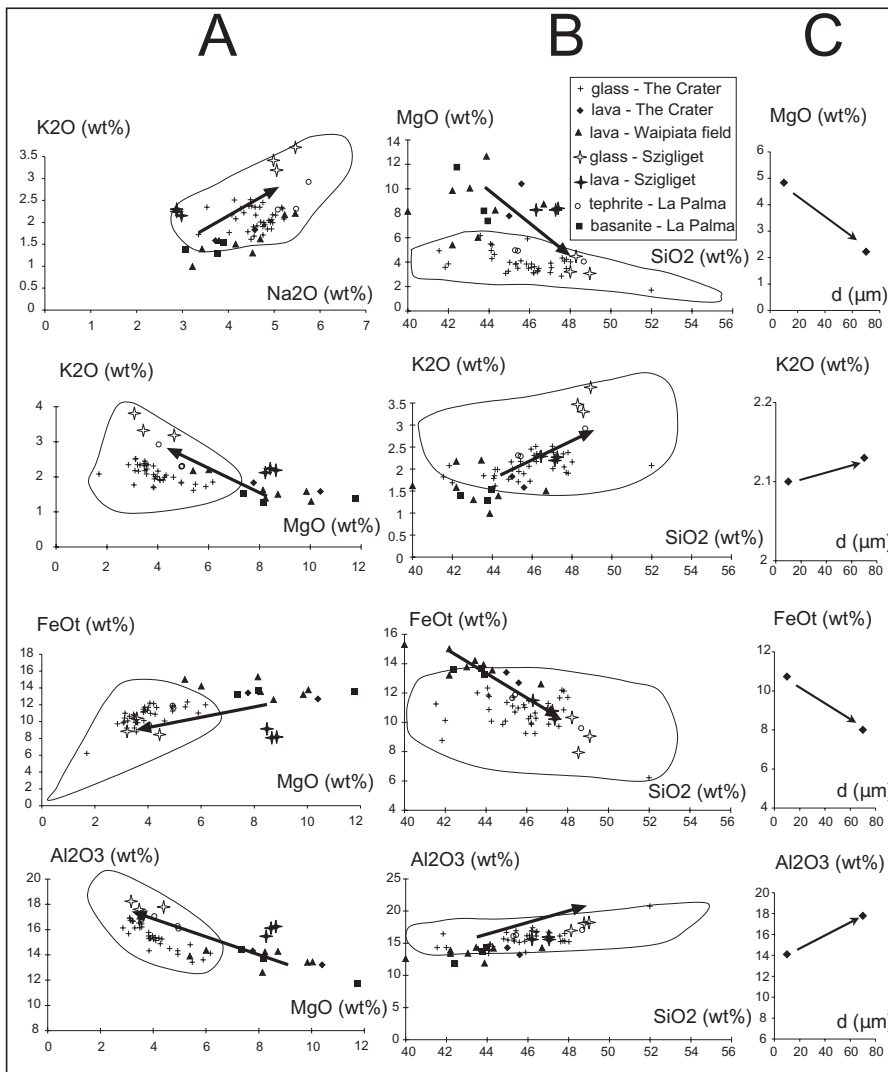 A
B
C
K2O (wt%)
3.5
3
2.5
2
1.5
1
0.5
0
Na2O (wt%)
0 1 2 3 4 5 6 7
MgO (wt%)
14
12
10
8
6
4
2
0
SiO2 (wt%)
40 42 44 46 48 50 52 54 56
glass - The Crater
lava - The Crater
lava - Waipiata field
glass - Szigliget
lava - Szigliget
tephrite - La Palma
basanite - La Palma
MgO (wt%)
6
5
4
3
2
1
0
d (µm)
0 20 40 60 80
K2O (wt%)
4
3
2
1
0
MgO (wt%)
0 2 4 6 8 10 12
K2O (wt%)
3.5
3
2.5
2
1.5
1
0.5
0
SiO2 (wt%)
40 42 44 46 48 50 52 54 56
K2O (wt%)
2.2
2.1
2
d (µm)
0 20 40 60 80
FeOt (wt%)
18
16
14
12
10
8
6
4
2
0
MgO (wt%)
0 2 4 6 8 10 12
FeOt (wt%)
16
14
12
10
8
6
4
SiO2 (wt%)
40 42 44 46 48 50 52 54 56
FeOt (wt%)
12
10
8
6
4
d (µm)
0 20 40 60 80
Al2O3 (wt%)
20
18
16
14
12
10
8
MgO (wt%)
0 2 4 6 8 10 12
Al2O3 (wt%)
25
20
15
10
5
0
SiO2 (wt%)
40 42 44 46 48 50 52 54 56
Al2O3 (wt%)
20
18
16
14
12
10
8
6
d (µm)
0 20 40 60 80